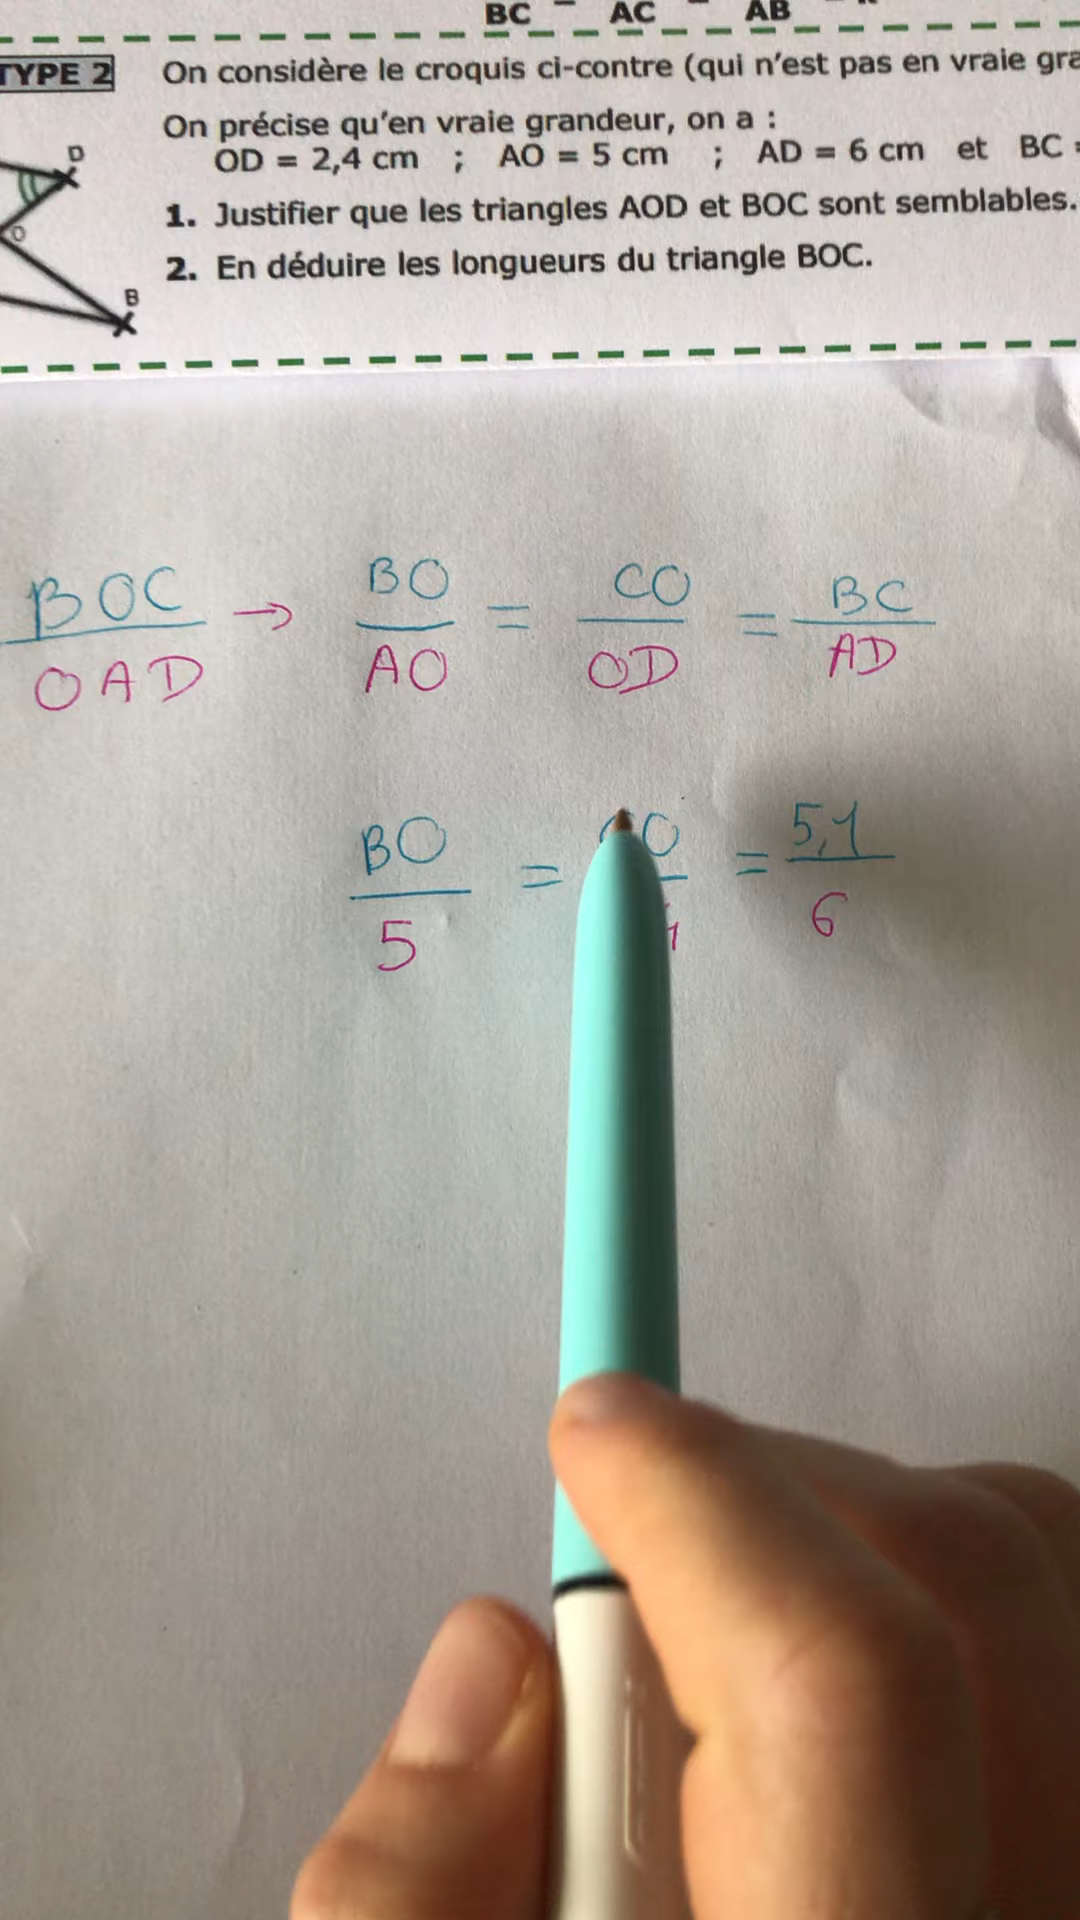 BC = AC = AB
TYPE 2 On considère le croquis ci-contre (qui n'est pas en vraie gra
On précise qu'en vraie grandeur, on a :
D
OD = 2,4 cm ; AO = 5 cm ; AD = 6 cm et BC =
1. Justifier que les triangles AOD et BOC sont semblables.
O
2. En déduire les longueurs du triangle BOC.
B
BOC → BO = CO = BC
OAD AO OD AD
BO = CO = 5,1
5 4 6